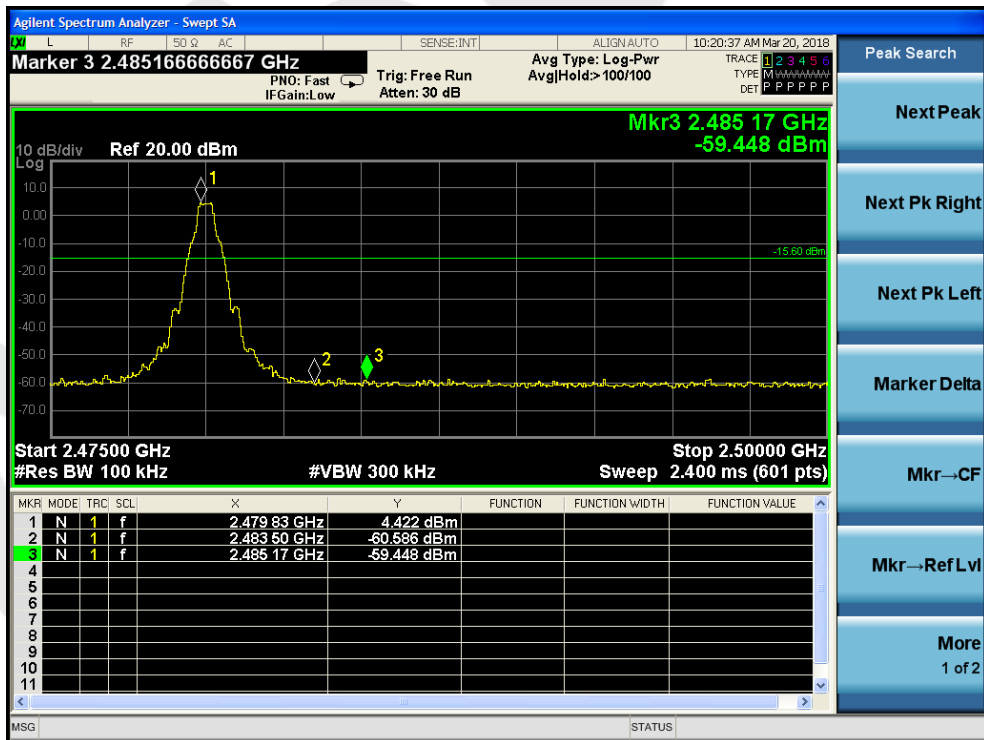 Agilent Spectrum Analyzer - Swept SA
LXI L RF 50 Ω AC SENSE:INT ALIGN AUTO 10:20:37 AM Mar 20, 2018
Marker 3 2.485166666667 GHz
PNO: Fast
IFGain:Low
Trig: Free Run
Atten: 30 dB
Avg Type: Log-Pwr
Avg|Hold:>100/100
TRACE 1 2 3 4 5 6
TYPE M
DET P P P P P P
Mkr3 2.485 17 GHz
-59.448 dBm
10 dB/div Ref 20.00 dBm
Log
10.0
0.00
-10.0
-20.0
-30.0
-40.0
-50.0
-60.0
-70.0
1
-15.60 dBm
2
3
Start 2.47500 GHz Stop 2.50000 GHz
#Res BW 100 kHz #VBW 300 kHz Sweep 2.400 ms (601 pts)
MKR MODE TRC SCL X Y FUNCTION FUNCTION WIDTH FUNCTION VALUE
1 N 1 f 2.479 83 GHz 4.422 dBm
2 N 1 f 2.483 50 GHz -60.586 dBm
3 N 1 f 2.485 17 GHz -59.448 dBm
4
5
6
7
8
9
10
11
MSG STATUS
Peak Search
Next Peak
Next Pk Right
Next Pk Left
Marker Delta
Mkr→CF
Mkr→Ref Lvl
More
1 of 2